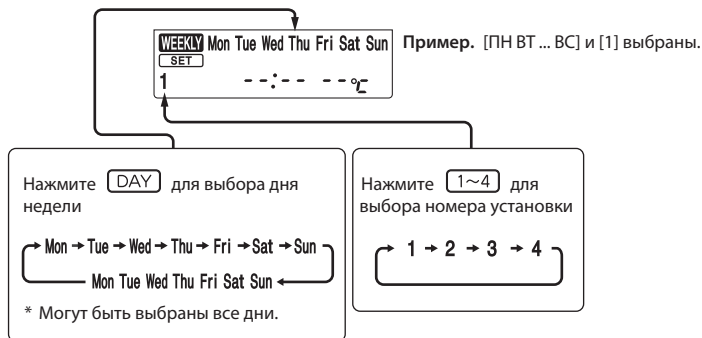 WEEKLY Mon Tue Wed Thu Fri Sat Sun
SET
1 --:-- --°C
Пример. [ПН ВТ ... ВС] и [1] выбраны.
Нажмите DAY для выбора дня
недели
Mon → Tue → Wed → Thu → Fri → Sat → Sun
Mon Tue Wed Thu Fri Sat Sun
* Могут быть выбраны все дни.
Нажмите 1~4 для
выбора номера установки
1 → 2 → 3 → 4